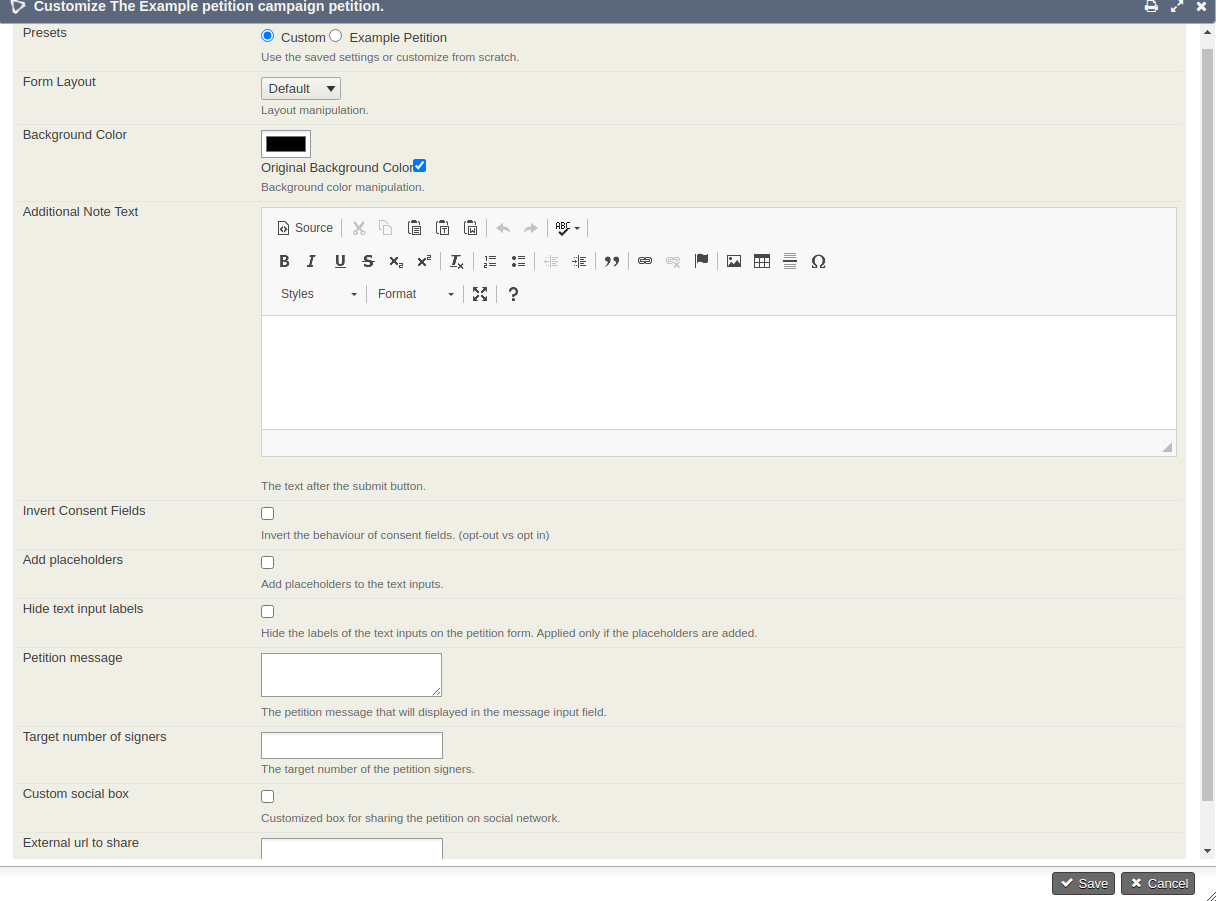 Customize The Example petition campaign petition.
Presets
Custom Example Petition
Use the saved settings or customize from scratch.
Form Layout
Default
Layout manipulation.
Background Color
Original Background Color
Background color manipulation.
Additional Note Text
Source
ABC
B I U S x₂ x² Tx
Styles Format ?
The text after the submit button.
Invert Consent Fields
Invert the behaviour of consent fields. (opt-out vs opt in)
Add placeholders
Add placeholders to the text inputs.
Hide text input labels
Hide the labels of the text inputs on the petition form. Applied only if the placeholders are added.
Petition message
The petition message that will displayed in the message input field.
Target number of signers
The target number of the petition signers.
Custom social box
Customized box for sharing the petition on social network.
External url to share
Save Cancel